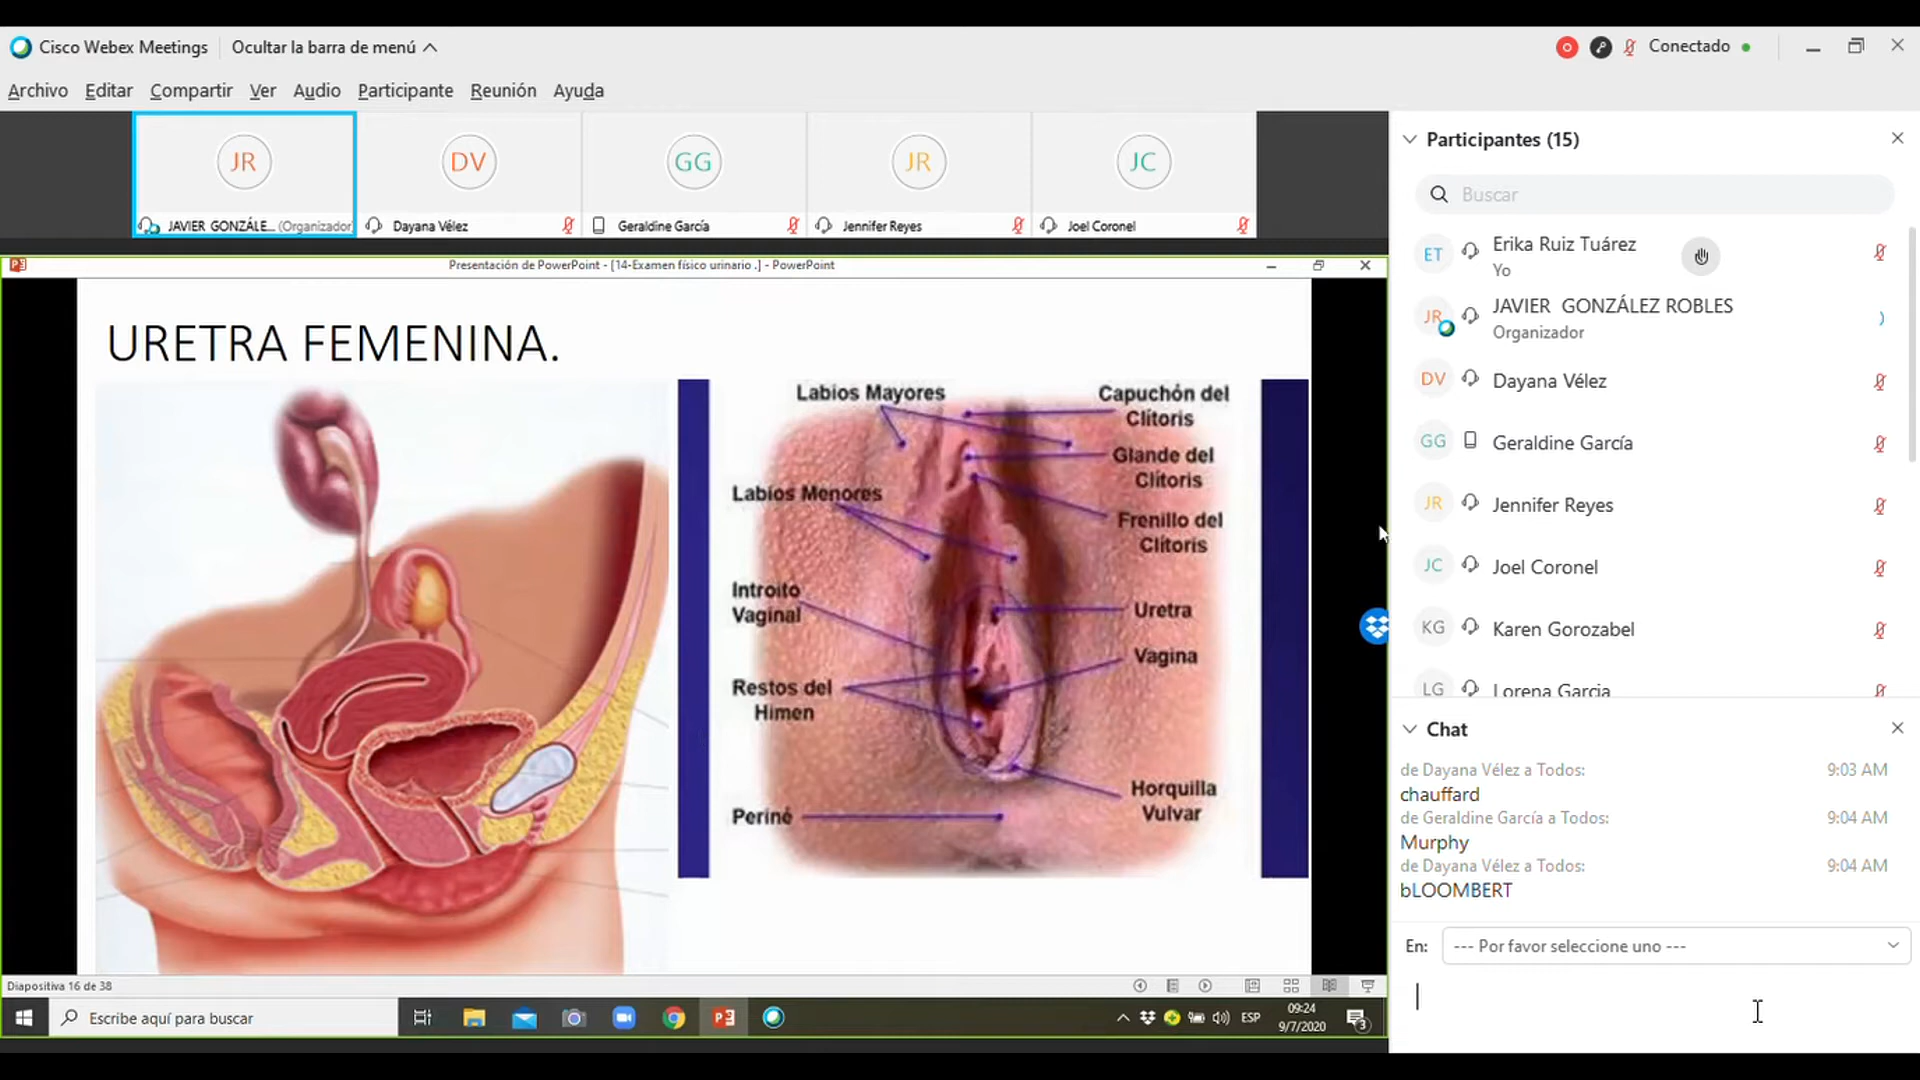 Cisco Webex Meetings
Ocultar la barra de menú
Conectado
Archivo Editar Compartir Ver Audio Participante Reunión Ayuda
JR
DV
GG
JR
JC
JAVIER GONZÁLE... (Organizador)
Dayana Vélez
Geraldine García
Jennifer Reyes
Joel Coronel
Presentación de PowerPoint - [14-Examen físico urinario .] - PowerPoint
URETRA FEMENINA.
Labios Mayores
Capuchón del
Clítoris
Glande del
Clítoris
Labios Menores
Frenillo del
Clítoris
Introito
Vaginal
Uretra
Vagina
Restos del
Himen
Horquilla
Vulvar
Periné
Diapositiva 16 de 38
Escribe aquí para buscar
ESP
09:24
9/7/2020
3
Participantes (15)
Buscar
ET
Erika Ruiz Tuárez
Yo
JR
JAVIER GONZÁLEZ ROBLES
Organizador
DV
Dayana Vélez
GG
Geraldine García
JR
Jennifer Reyes
JC
Joel Coronel
KG
Karen Gorozabel
LG
Lorena Garcia
Chat
de Dayana Vélez a Todos: 9:03 AM
chauffard
de Geraldine García a Todos: 9:04 AM
Murphy
de Dayana Vélez a Todos: 9:04 AM
bLOOMBERT
En: --- Por favor seleccione uno ---